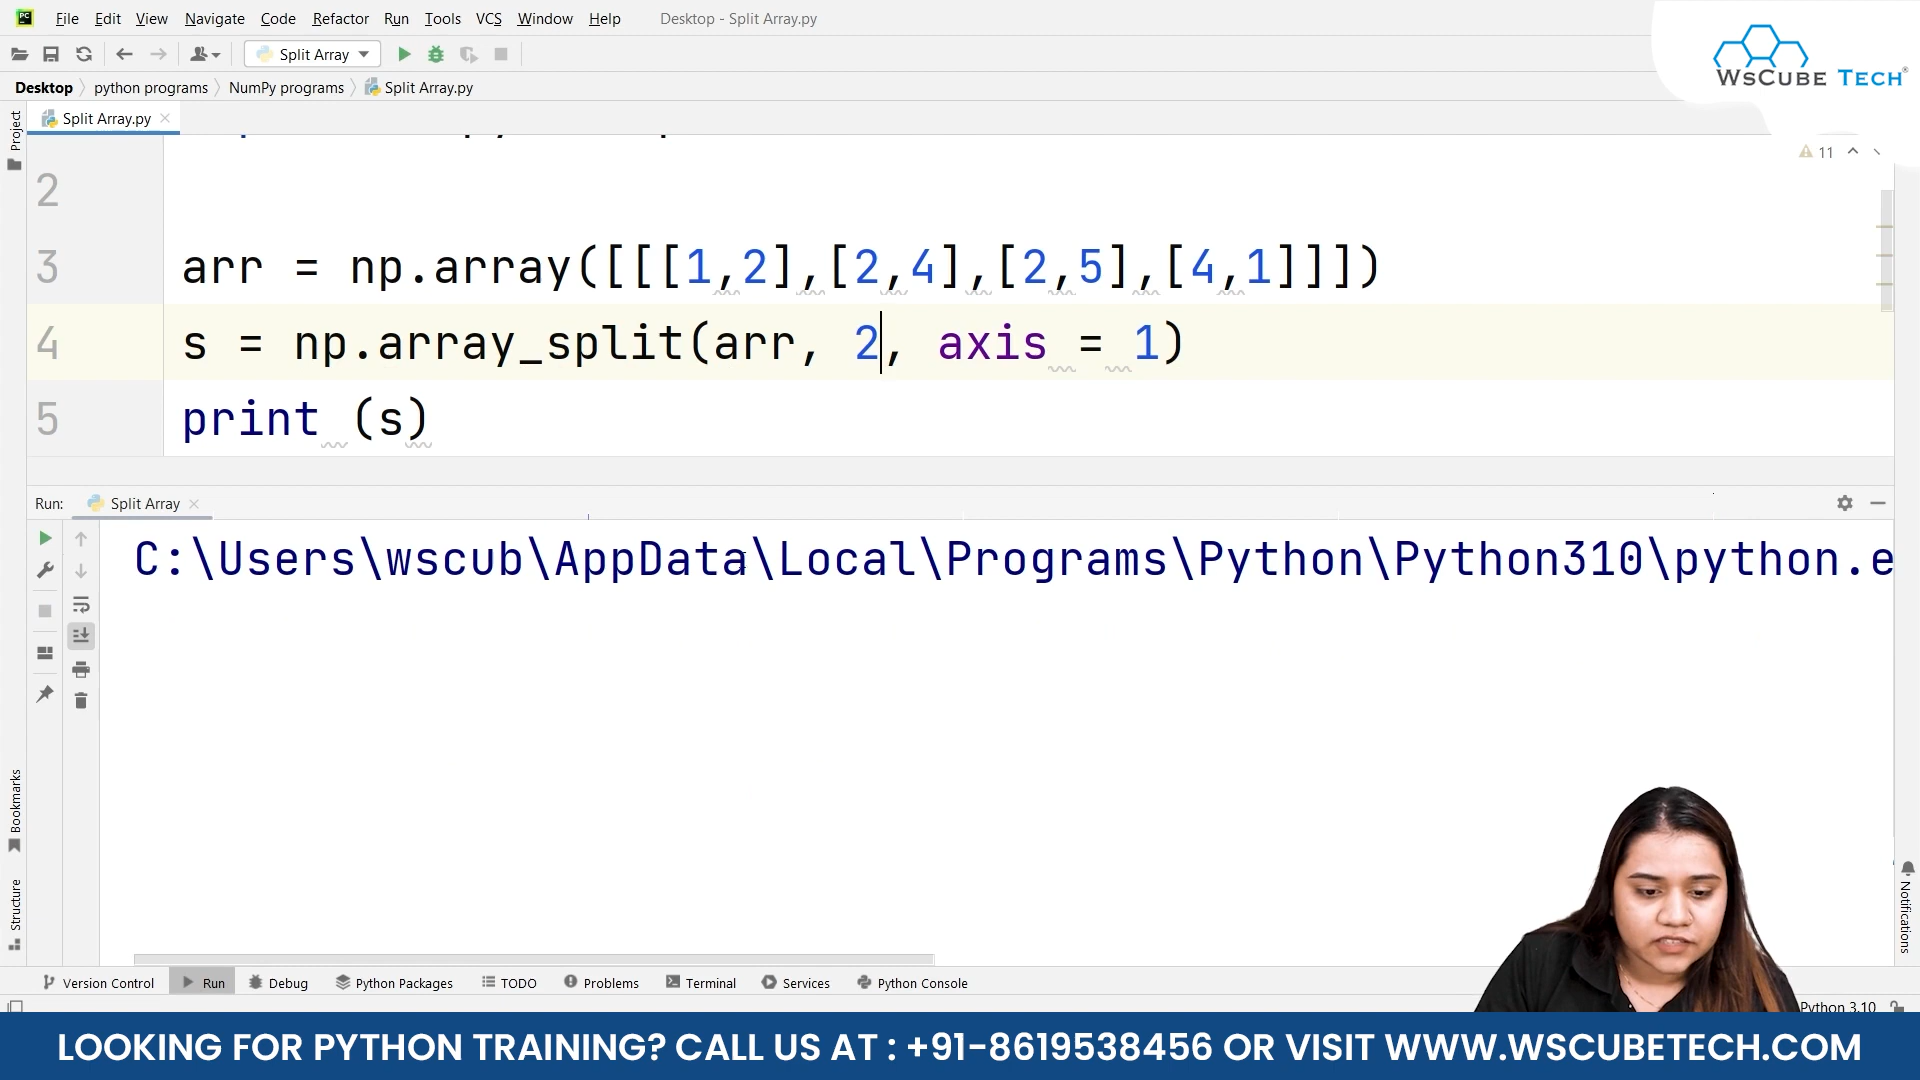 File Edit View Navigate Code Refactor Run Tools VCS Window Help Desktop - Split Array.py
Split Array
WsCube Tech®
Desktop python programs NumPy programs Split Array.py
Project
Split Array.py
11
2
3 arr = np.array([[[1,2],[2,4],[2,5],[4,1]]])
4 s = np.array_split(arr, 2, axis = 1)
5 print (s)
Run: Split Array
C:\Users\wscub\AppData\Local\Programs\Python\Python310\python.e
Bookmarks
Structure
Notifications
Version Control Run Debug Python Packages TODO Problems Terminal Services Python Console
Python 3.10
LOOKING FOR PYTHON TRAINING? CALL US AT : +91-8619538456 OR VISIT WWW.WSCUBETECH.COM